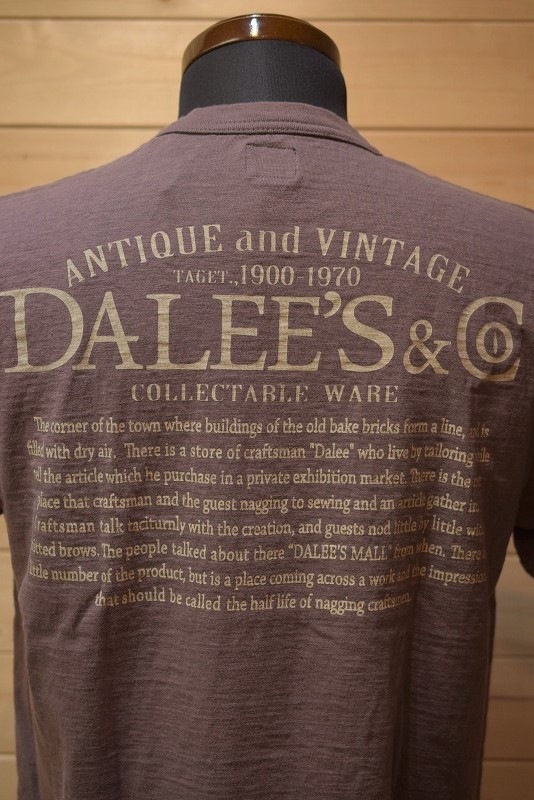 ANTIQUE and VINTAGE
TAGET.,1900-1970
DALEE'S & Co
COLLECTABLE WARE
The corner of the town where buildings of the old bake bricks form a line, is
filled with dry air. There is a store of craftsman "Dalee" who live by tailoring
the article which he purchase in a private exhibition market. There is the
place that craftsman and the guest nagging to sewing and an article gather in.
craftsman talk taciturnly with the creation, and guests nod little by little with
knitted brows. The people talked about there "DALEE'S MALL" from when. There
little number of the product, but is a place coming across a work and the impression
that should be called the half life of nagging craftsmen.